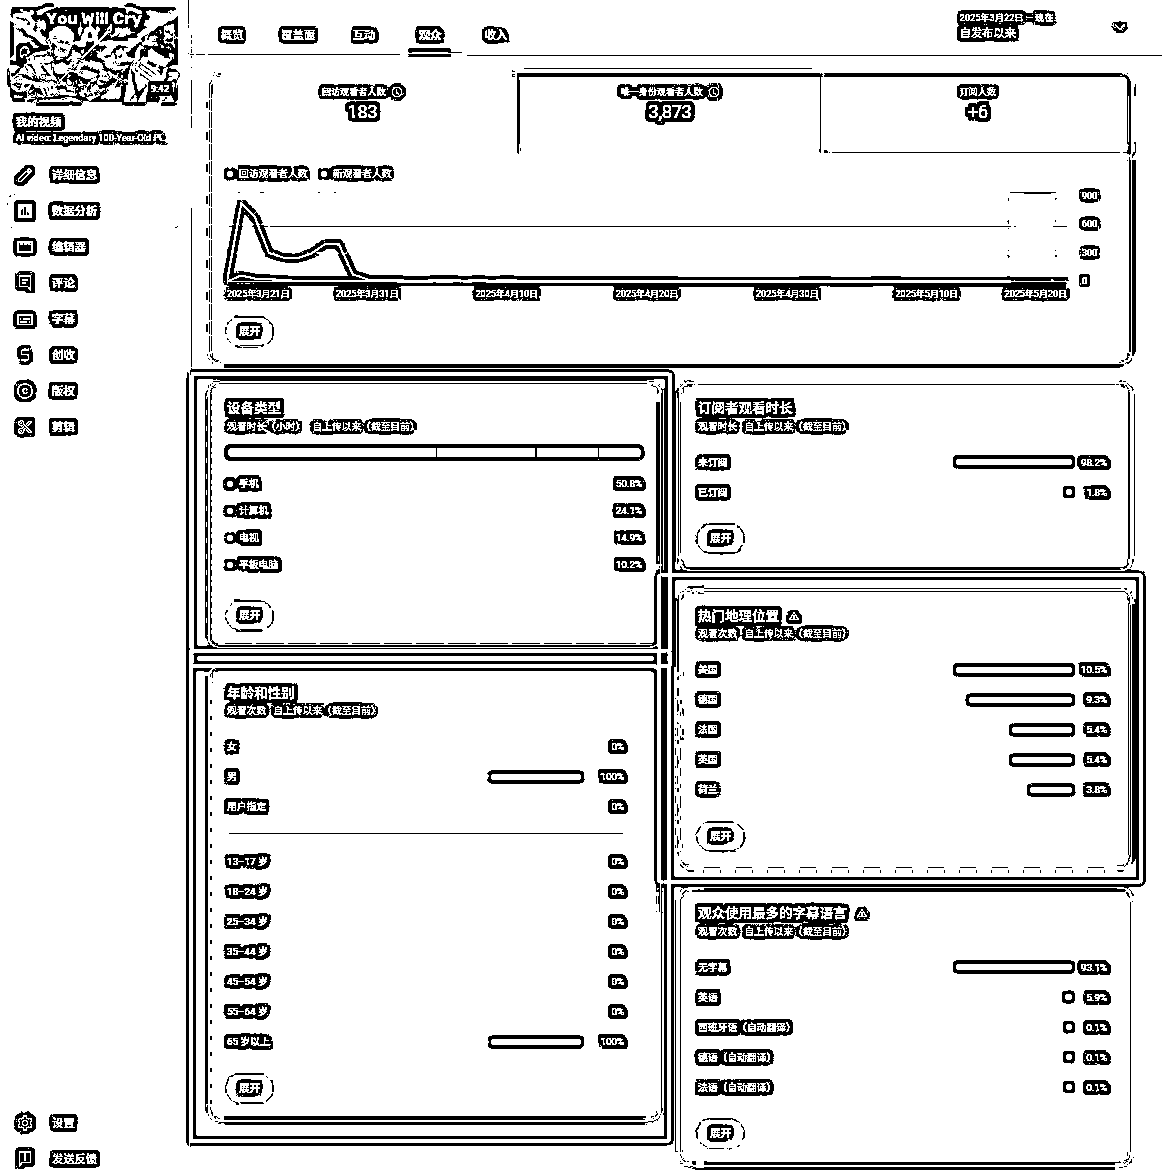 You Will Cry
9:42
我的视频
AI video: Legendary 100-Year-Old Pi...
详细信息
数据分析
编辑器
评论
字幕
创收
版权
剪辑
设置
发送反馈
概览
覆盖面
互动
观众
收入
2025年3月22日 – 现在
自发布以来
回访观看者人数
183
唯一身份观看者人数
3,873
订阅人数
+6
回访观看者人数 新观看者人数
900
600
300
0
2025年3月21日 2025年3月31日 2025年4月10日 2025年4月20日 2025年4月30日 2025年5月10日 2025年5月20日
展开
设备类型
观看时长（小时） · 自上传以来（截至目前）
手机 50.8%
计算机 24.1%
电视 14.9%
平板电脑 10.2%
展开
年龄和性别
观看次数 · 自上传以来（截至目前）
女 0%
男 100%
用户指定 0%
13–17 岁 0%
18–24 岁 0%
25–34 岁 0%
35–44 岁 0%
45–54 岁 0%
55–64 岁 0%
65 岁以上 100%
展开
订阅者观看时长
观看时长 · 自上传以来（截至目前）
未订阅 98.2%
已订阅 1.8%
展开
热门地理位置
观看次数 · 自上传以来（截至目前）
美国 10.5%
德国 9.3%
法国 5.4%
英国 5.4%
荷兰 3.8%
展开
观众使用最多的字幕语言
观看次数 · 自上传以来（截至目前）
无字幕 93.1%
英语 5.9%
西班牙语（自动翻译） 0.1%
德语（自动翻译） 0.1%
法语（自动翻译） 0.1%
展开